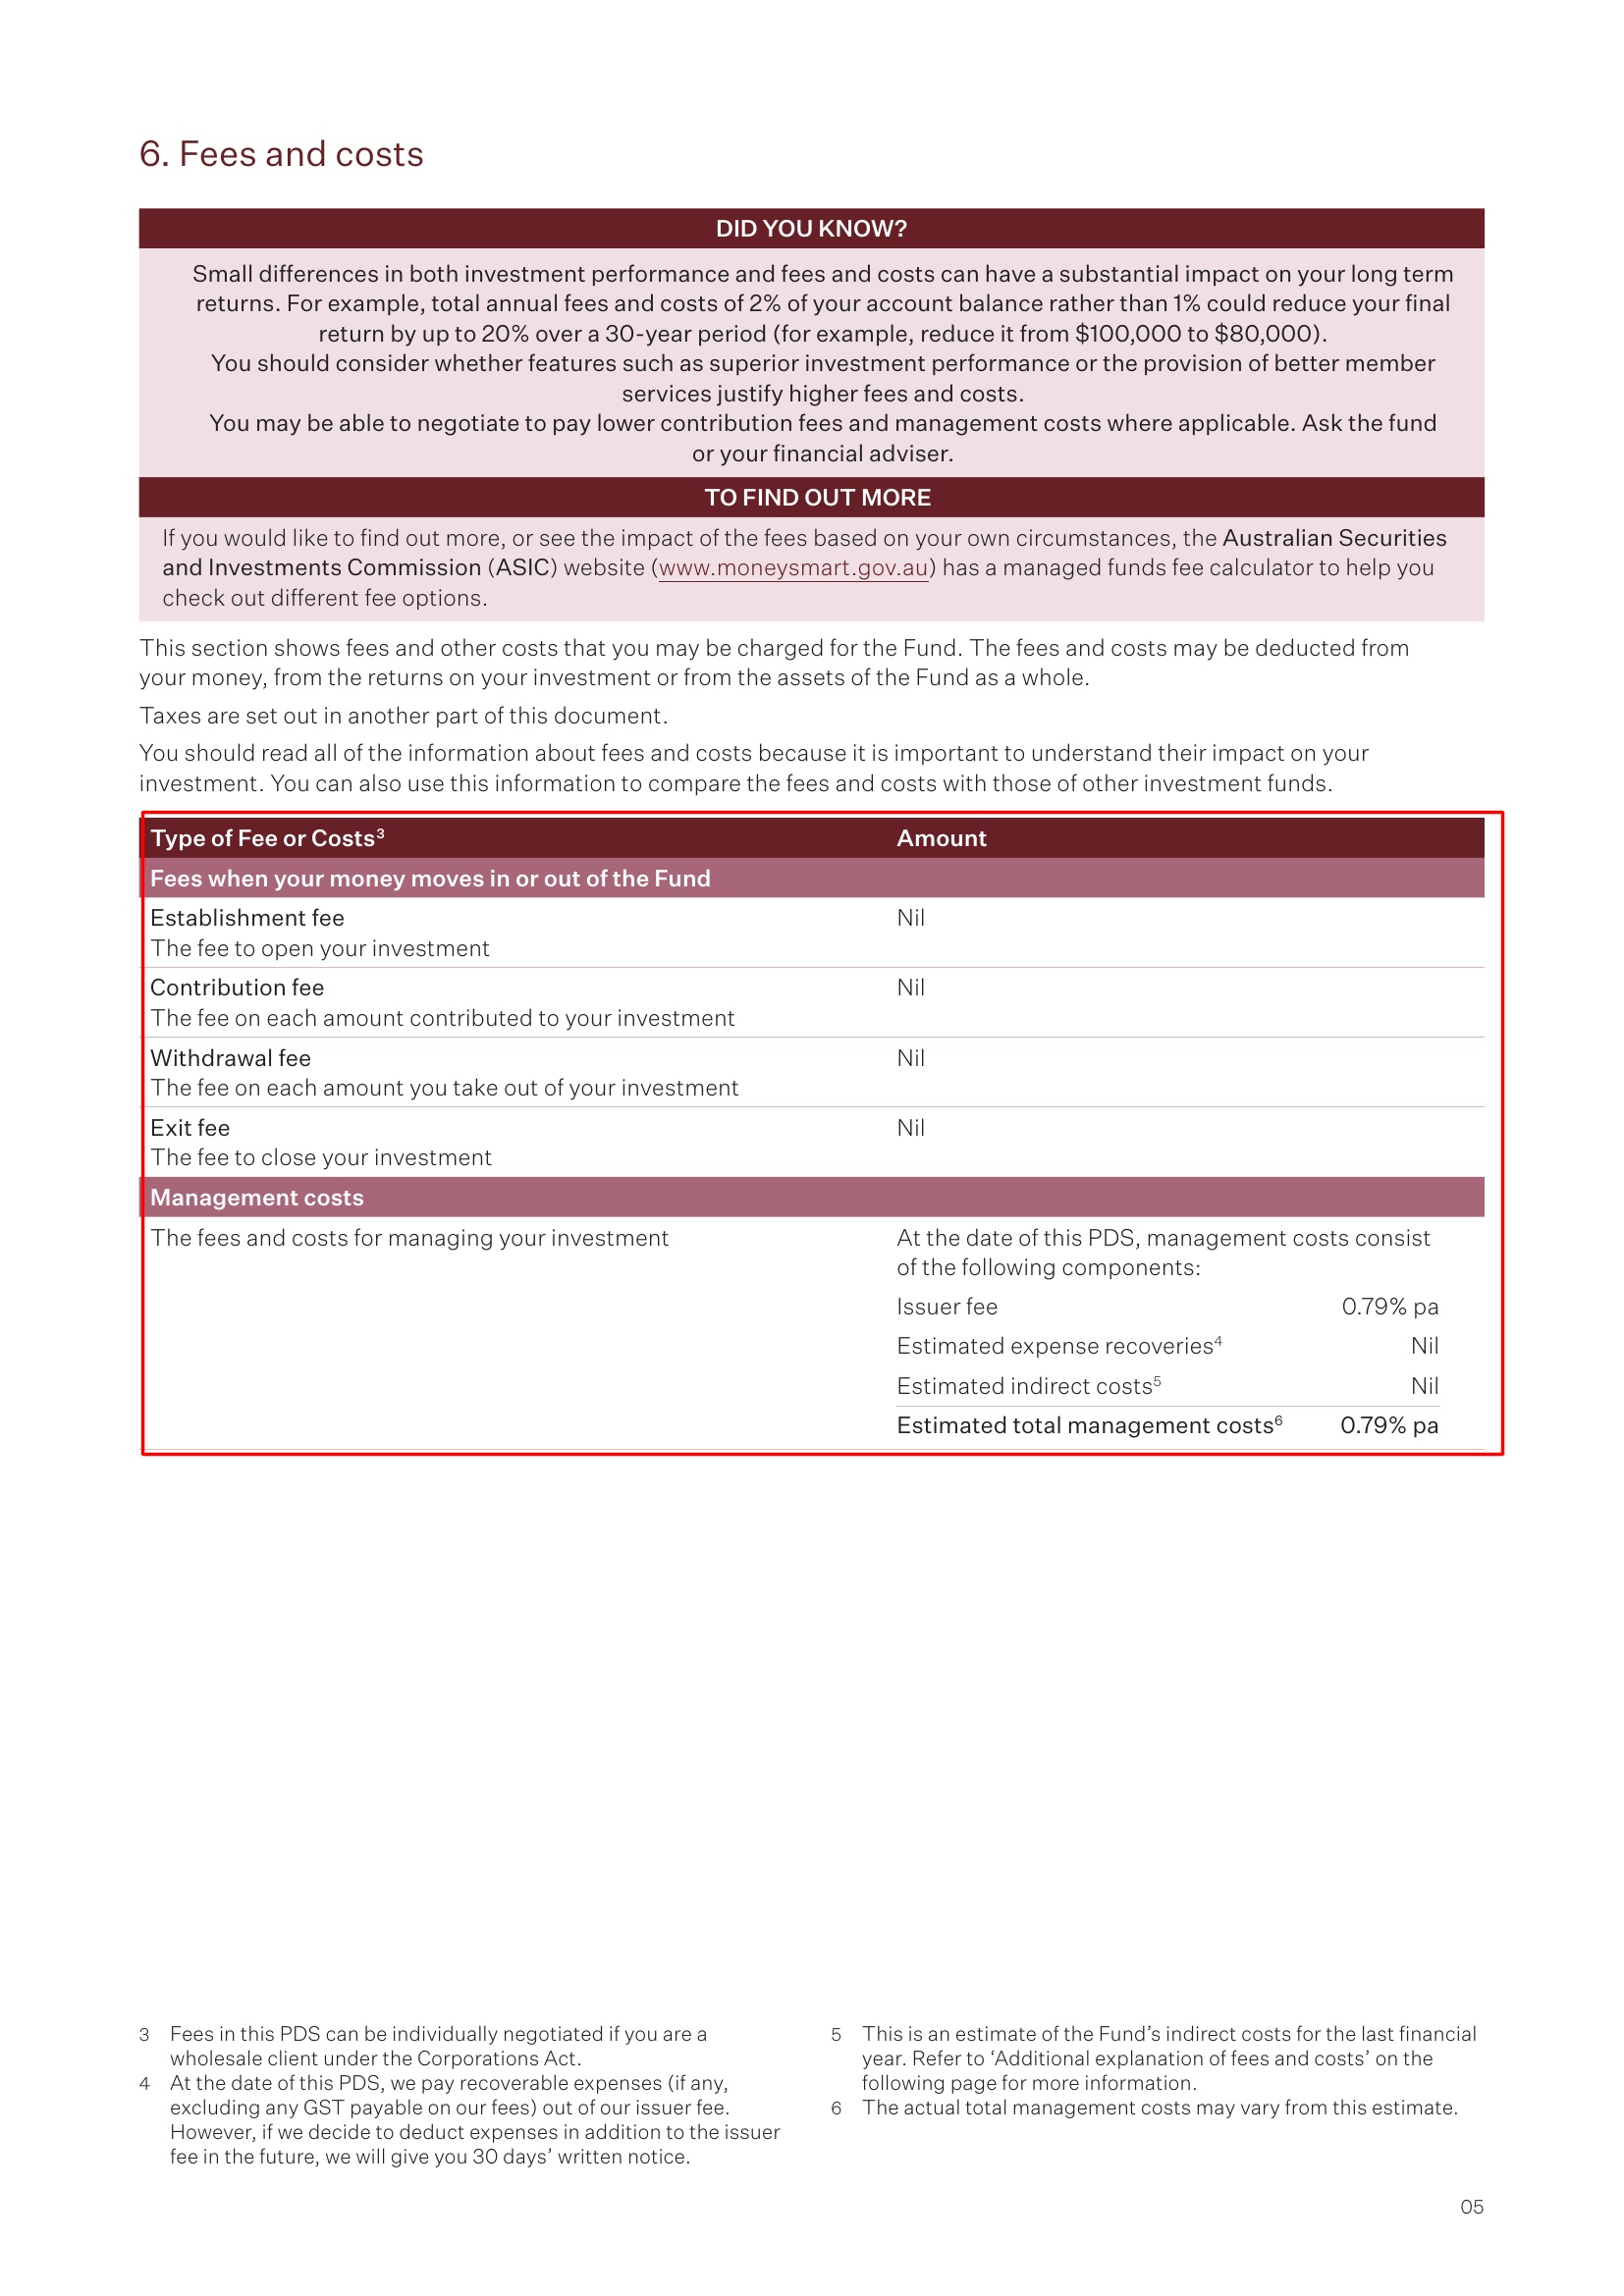 6. Fees and costs
DID YOU KNOW?
Small differences in both investment performance and fees and costs can have a substantial impact on your long term
returns. For example, total annual fees and costs of 2% of your account balance rather than 1% could reduce your final
return by up to 20% over a 30-year period (for example, reduce it from $100,000 to $80,000).
You should consider whether features such as superior investment performance or the provision of better member
services justify higher fees and costs.
You may be able to negotiate to pay lower contribution fees and management costs where applicable. Ask the fund
or your financial adviser.
TO FIND OUT MORE
If you would like to find out more, or see the impact of the fees based on your own circumstances, the Australian Securities
and Investments Commission (ASIC) website (www.moneysmart.gov.au) has a managed funds fee calculator to help you
check out different fee options.
This section shows fees and other costs that you may be charged for the Fund. The fees and costs may be deducted from
your money, from the returns on your investment or from the assets of the Fund as a whole.
Taxes are set out in another part of this document.
You should read all of the information about fees and costs because it is important to understand their impact on your
investment. You can also use this information to compare the fees and costs with those of other investment funds.
Type of Fee or Costs³ Amount
Fees when your money moves in or out of the Fund
Establishment fee Nil
The fee to open your investment
Contribution fee Nil
The fee on each amount contributed to your investment
Withdrawal fee Nil
The fee on each amount you take out of your investment
Exit fee Nil
The fee to close your investment
Management costs
The fees and costs for managing your investment At the date of this PDS, management costs consist
of the following components:
Issuer fee 0.79% pa
Estimated expense recoveries⁴ Nil
Estimated indirect costs⁵ Nil
Estimated total management costs⁶ 0.79% pa
3 Fees in this PDS can be individually negotiated if you are a
wholesale client under the Corporations Act.
4 At the date of this PDS, we pay recoverable expenses (if any,
excluding any GST payable on our fees) out of our issuer fee.
However, if we decide to deduct expenses in addition to the issuer
fee in the future, we will give you 30 days’ written notice.
5 This is an estimate of the Fund’s indirect costs for the last financial
year. Refer to ‘Additional explanation of fees and costs’ on the
following page for more information.
6 The actual total management costs may vary from this estimate.
05